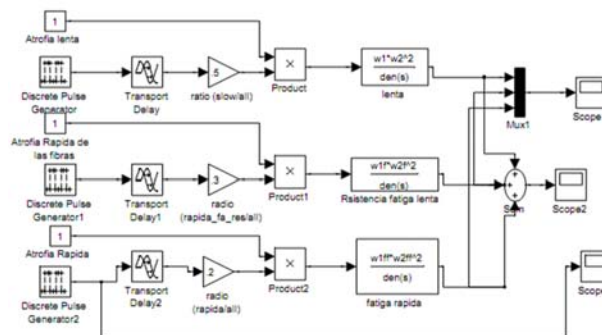 1
Atrofia lenta
Discrete Pulse
Generator
Transport
Delay
.5
ratio (slow/all)
×
Product
w1*w2^2
den(s)
lenta
Mux1
Scope
1
Atrofia Rapida de
las fibras
Discrete Pulse
Generator1
Transport
Delay1
.3
radio
(rapida_fa_res/all)
×
Product1
w1f*w2f^2
den(s)
Rsistencia fatiga lenta
+
+
+
Sum
Scope2
1
Atrofia Rapida
Discrete Pulse
Generator2
Transport
Delay2
.2
radio
(rapida/all)
×
Product2
w1ff*w2ff^2
den(s)
fatiga rapida
Scope